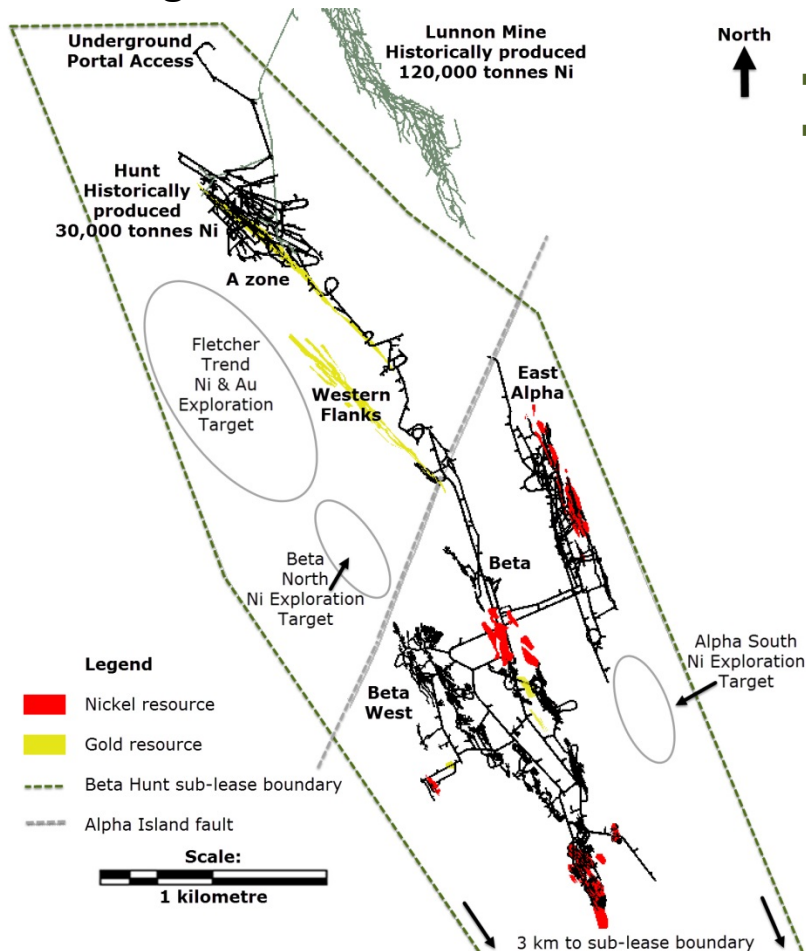 Underground
Portal Access
Lunnon Mine
Historically produced
120,000 tonnes Ni
North
Hunt
Historically
produced
30,000 tonnes Ni
A zone
Fletcher
Trend
Ni & Au
Exploration
Target
Western
Flanks
East
Alpha
Beta
North
Ni Exploration
Target
Beta
Beta
West
Alpha South
Ni Exploration
Target
Legend
Nickel resource
Gold resource
Beta Hunt sub-lease boundary
Alpha Island fault
Scale:
1 kilometre
3 km to sub-lease boundary